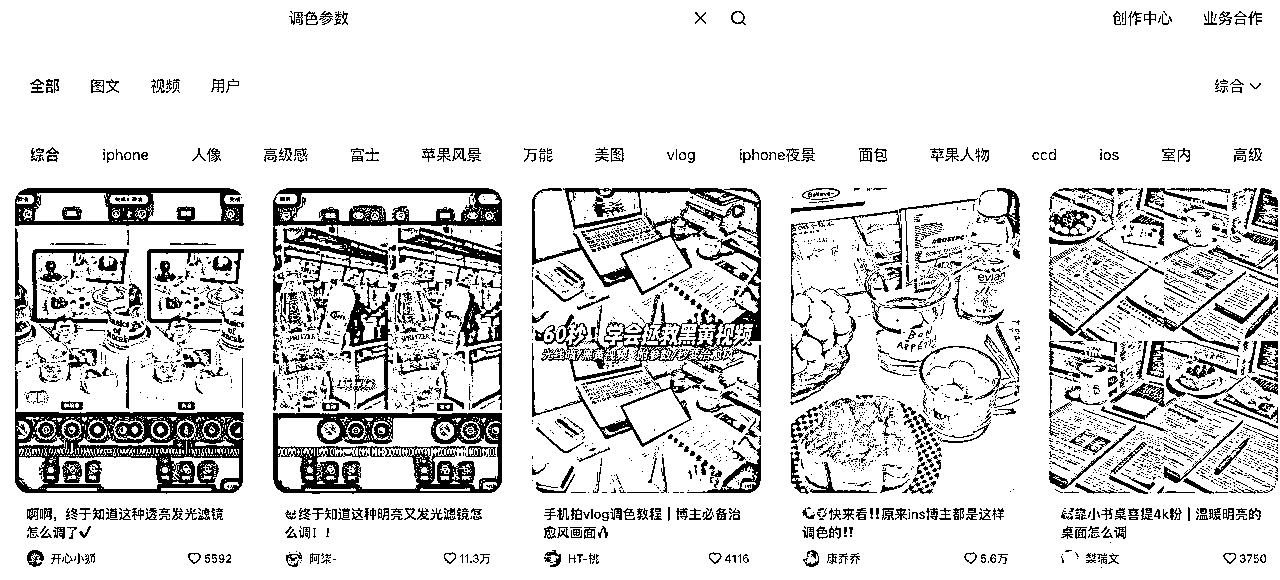 调色参数
创作中心 业务合作
全部 图文 视频 用户
综合
综合 iphone 人像 高级感 富士 苹果风景 万能 美图 vlog iphone夜景 面包 苹果人物 ccd ios 室内 高级
60秒！学会拯救黑黄视频
evian
啊啊，终于知道这种透亮发光滤镜
怎么调了✓
开心小狮 5592
终于知道这种明亮又发光滤镜怎
么调！！
阿柒- 11.3万
手机拍vlog调色教程｜博主必备治
愈风画面
HT-桃 4116
快来看‼原来ins博主都是这样
调色的‼
康乔乔 5.6万
靠小书桌音提4k粉｜温暖明亮的
桌面怎么调
梨瑞文 3750